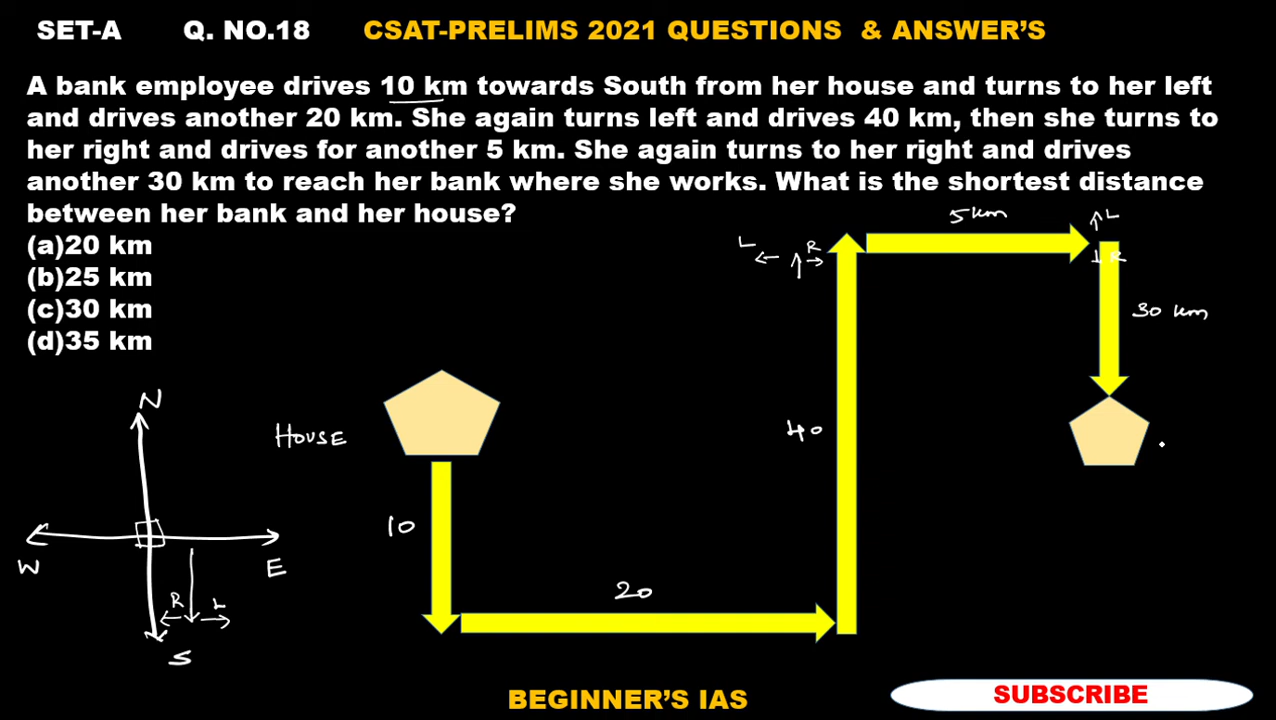 SET-A Q. NO.18 CSAT-PRELIMS 2021 QUESTIONS & ANSWER'S
A bank employee drives 10 km towards South from her house and turns to her left
and drives another 20 km. She again turns left and drives 40 km, then she turns to
her right and drives for another 5 km. She again turns to her right and drives
another 30 km to reach her bank where she works. What is the shortest distance
between her bank and her house?
(a)20 km
(b)25 km
(c)30 km
(d)35 km
5 km
L
L R
R
30 km
N
HOUSE
40
10
W E
R L
20
S
BEGINNER'S IAS
SUBSCRIBE